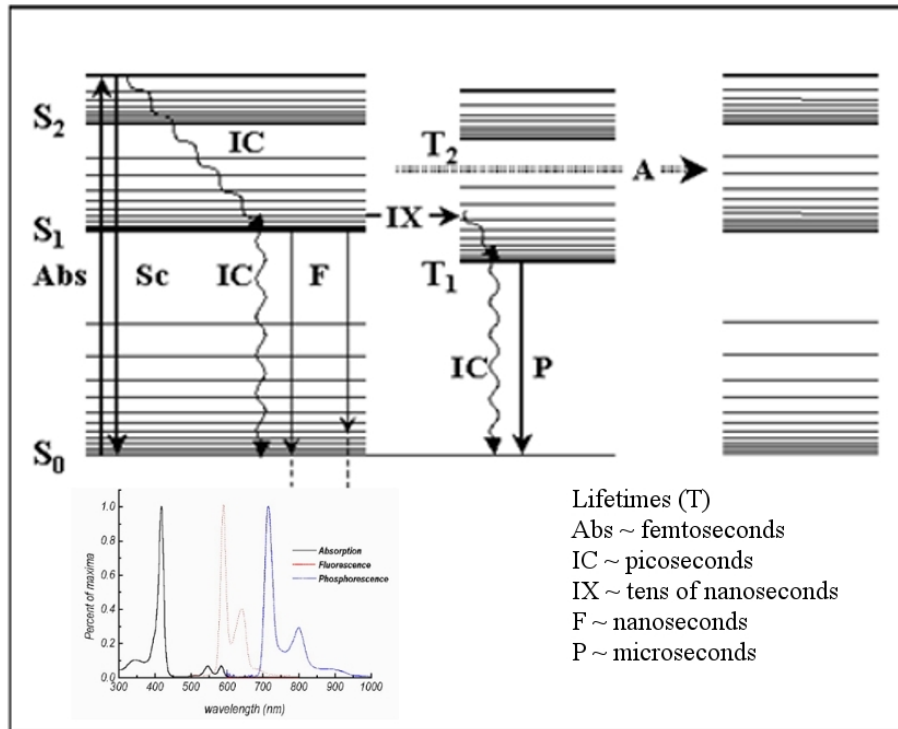 S2
IC
T2
A
S1
IX
Abs
Sc
IC
F
T1
IC
P
S0
1.0
0.8
0.6
0.4
0.2
0.0
Percent of maxima
Absorption
Fluorescence
Phosphorescence
300 400 500 600 700 800 900 1000
wavelength (nm)
Lifetimes (T)
Abs ~ femtoseconds
IC ~ picoseconds
IX ~ tens of nanoseconds
F ~ nanoseconds
P ~ microseconds